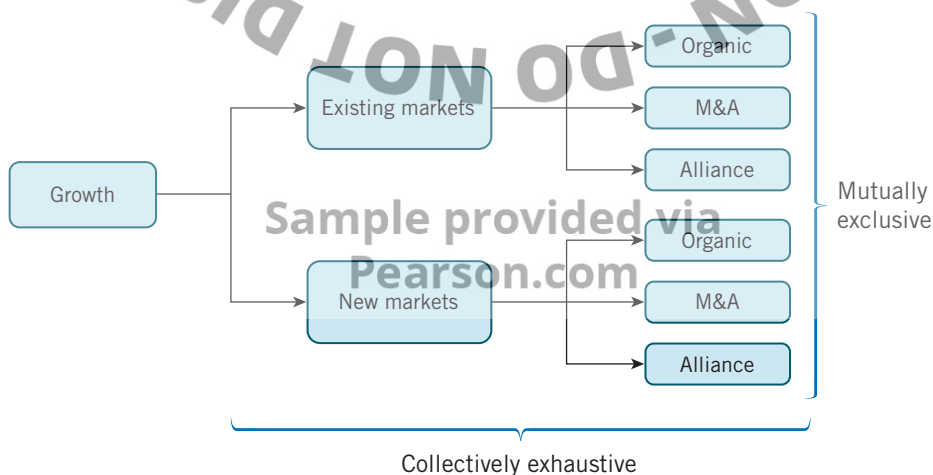 Growth
Existing markets
Organic
M&A
Alliance
New markets
Organic
M&A
Alliance
Mutually
exclusive
Collectively exhaustive
Sample provided via
Pearson.com
- DO NOT